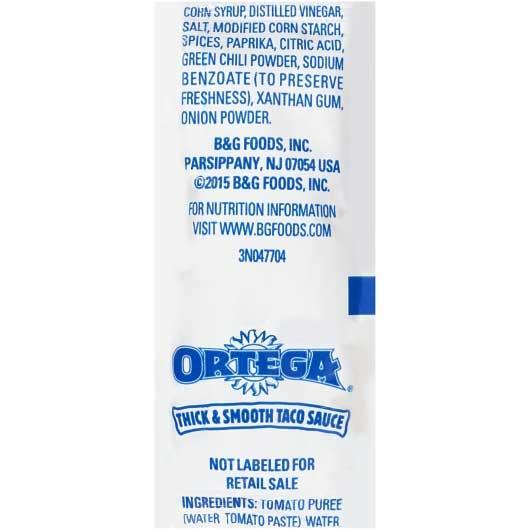 CORN SYRUP, DISTILLED VINEGAR,
SALT, MODIFIED CORN STARCH,
SPICES, PAPRIKA, CITRIC ACID,
GREEN CHILI POWDER, SODIUM
BENZOATE (TO PRESERVE
FRESHNESS), XANTHAN GUM,
ONION POWDER.
B&G FOODS, INC.
PARSIPPANY, NJ 07054 USA
©2015 B&G FOODS, INC.
FOR NUTRITION INFORMATION
VISIT WWW.BGFOODS.COM
3N047704
ORTEGA®
THICK & SMOOTH TACO SAUCE
NOT LABELED FOR
RETAIL SALE
INGREDIENTS: TOMATO PUREE
(WATER, TOMATO PASTE) WATER